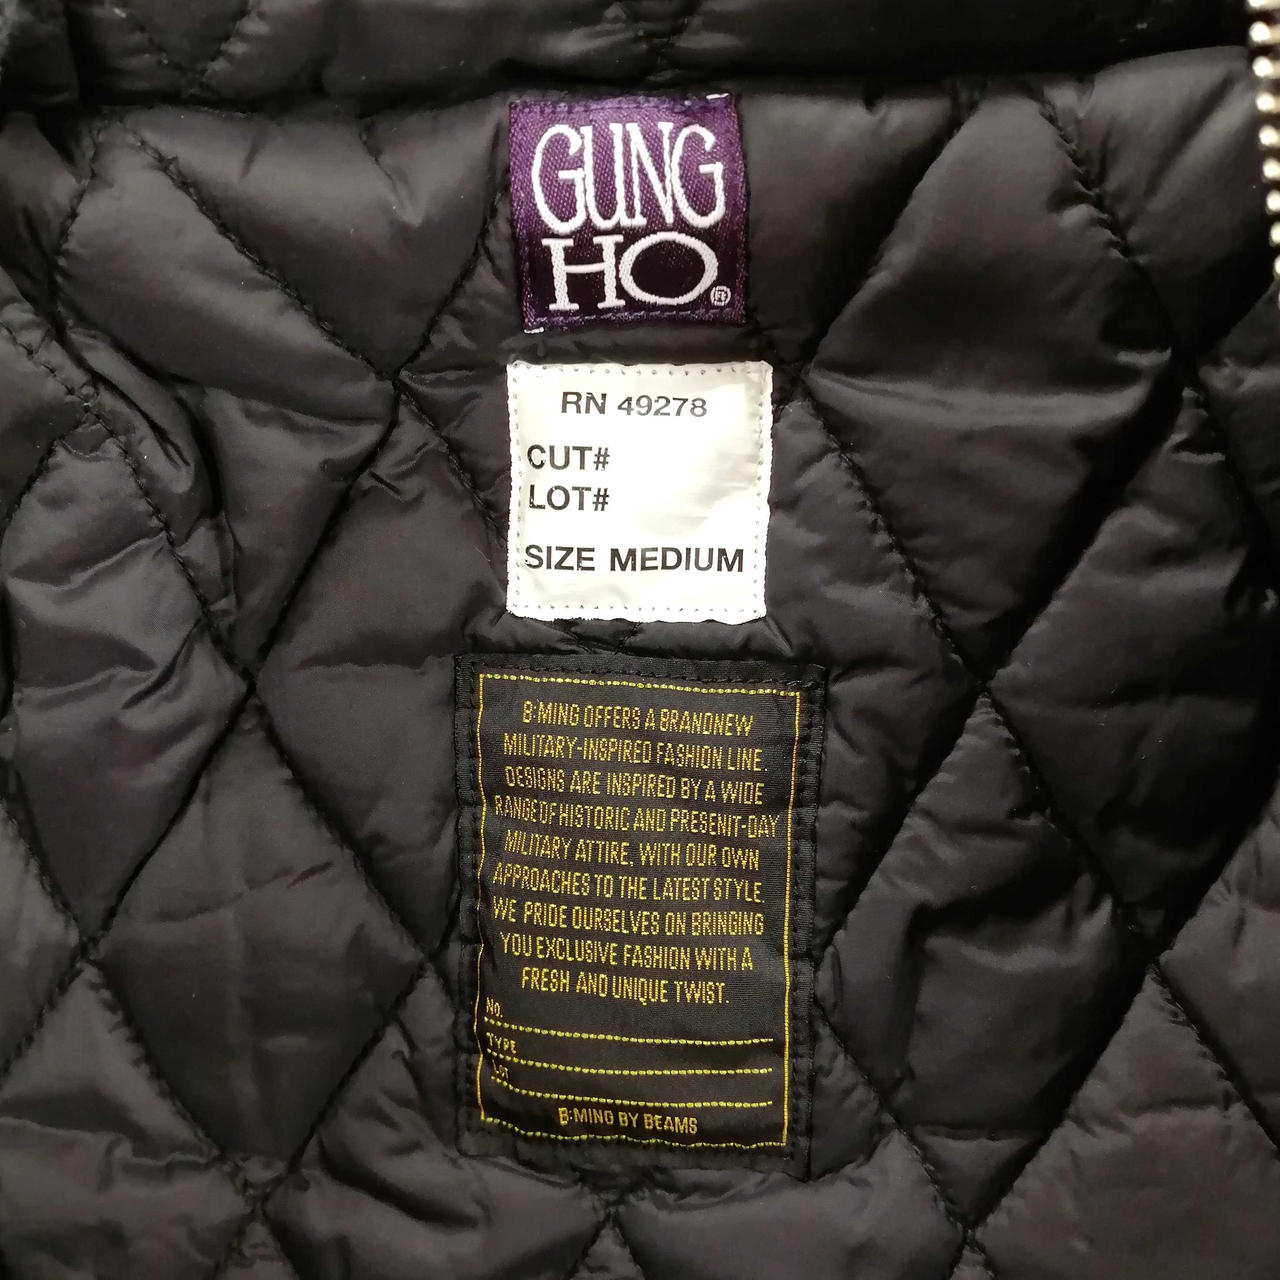 GUNG
HO®
RN 49278
CUT#
LOT#
SIZE MEDIUM
B:MING OFFERS A BRANDNEW
MILITARY-INSPIRED FASHION LINE.
DESIGNS ARE INSPIRED BY A WIDE
RANGE OF HISTORIC AND PRESENIT-DAY
MILITARY ATTIRE, WITH OUR OWN
APPROACHES TO THE LATEST STYLE.
WE PRIDE OURSELVES ON BRINGING
YOU EXCLUSIVE FASHION WITH A
FRESH AND UNIQUE TWIST.
NO.
TYPE
LOT
B:MING BY BEAMS